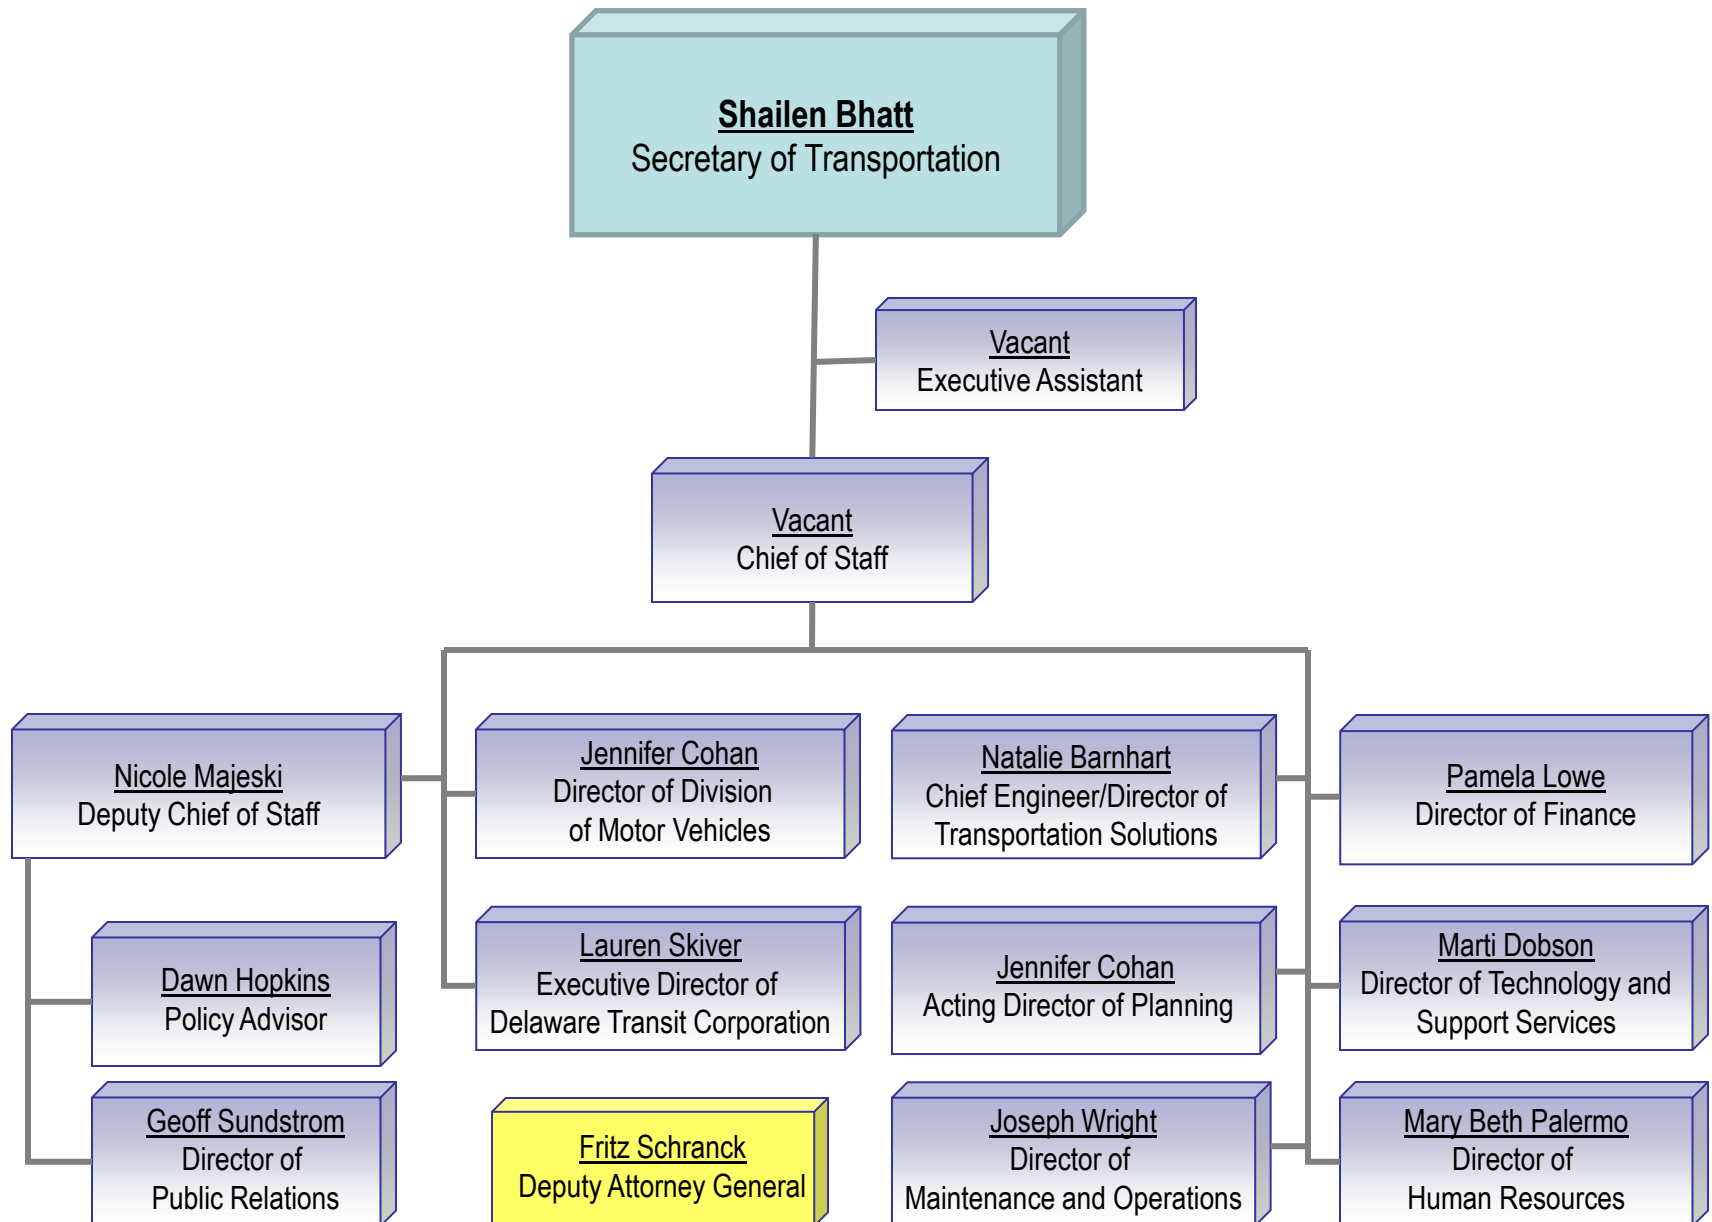 Shailen Bhatt
Secretary of Transportation
Vacant
Executive Assistant
Vacant
Chief of Staff
Nicole Majeski
Deputy Chief of Staff
Jennifer Cohan
Director of Division
of Motor Vehicles
Natalie Barnhart
Chief Engineer/Director of
Transportation Solutions
Pamela Lowe
Director of Finance
Dawn Hopkins
Policy Advisor
Lauren Skiver
Executive Director of
Delaware Transit Corporation
Jennifer Cohan
Acting Director of Planning
Marti Dobson
Director of Technology and
Support Services
Geoff Sundstrom
Director of
Public Relations
Fritz Schranck
Deputy Attorney General
Joseph Wright
Director of
Maintenance and Operations
Mary Beth Palermo
Director of
Human Resources